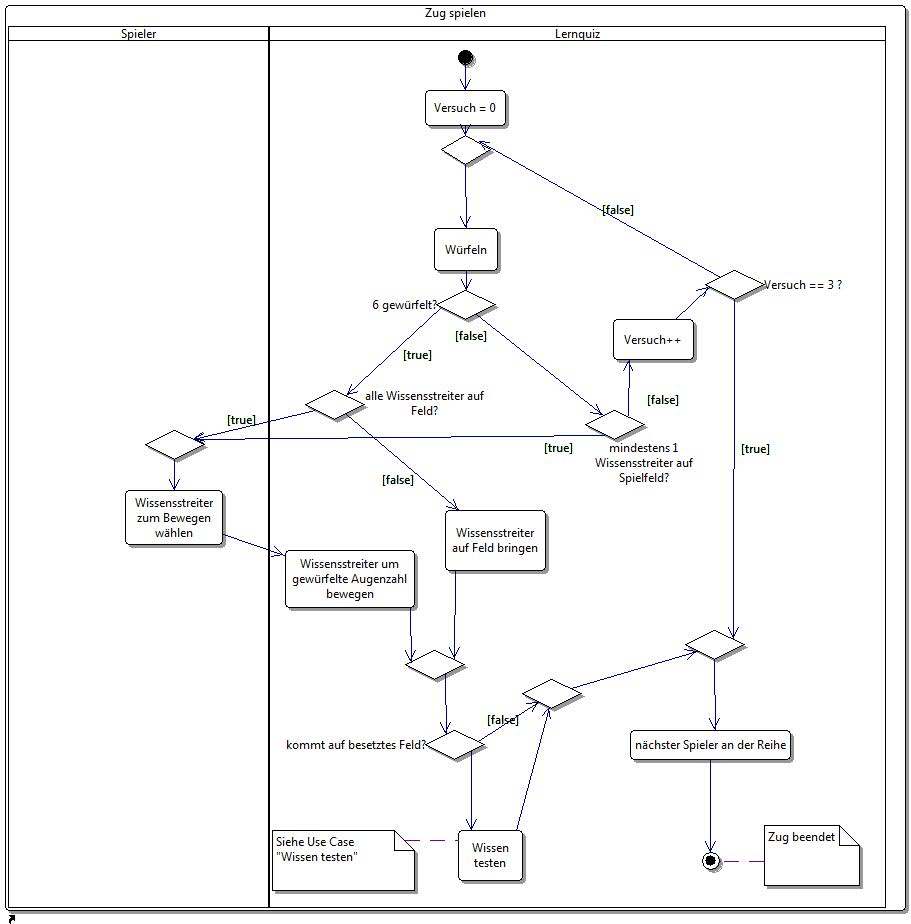 Zug spielen
Spieler
Lernquiz
Versuch = 0
[false]
Würfeln
Versuch == 3 ?
6 gewürfelt?
[false]
[true]
Versuch++
alle Wissensstreiter auf
Feld?
[false]
[true]
[true]
mindestens 1
Wissensstreiter auf
Spielfeld?
[true]
[false]
Wissensstreiter
zum Bewegen
wählen
Wissensstreiter
auf Feld bringen
Wissensstreiter um
gewürfelte Augenzahl
bewegen
[false]
kommt auf besetztes Feld?
nächster Spieler an der Reihe
Siehe Use Case
"Wissen testen"
Wissen
testen
Zug beendet